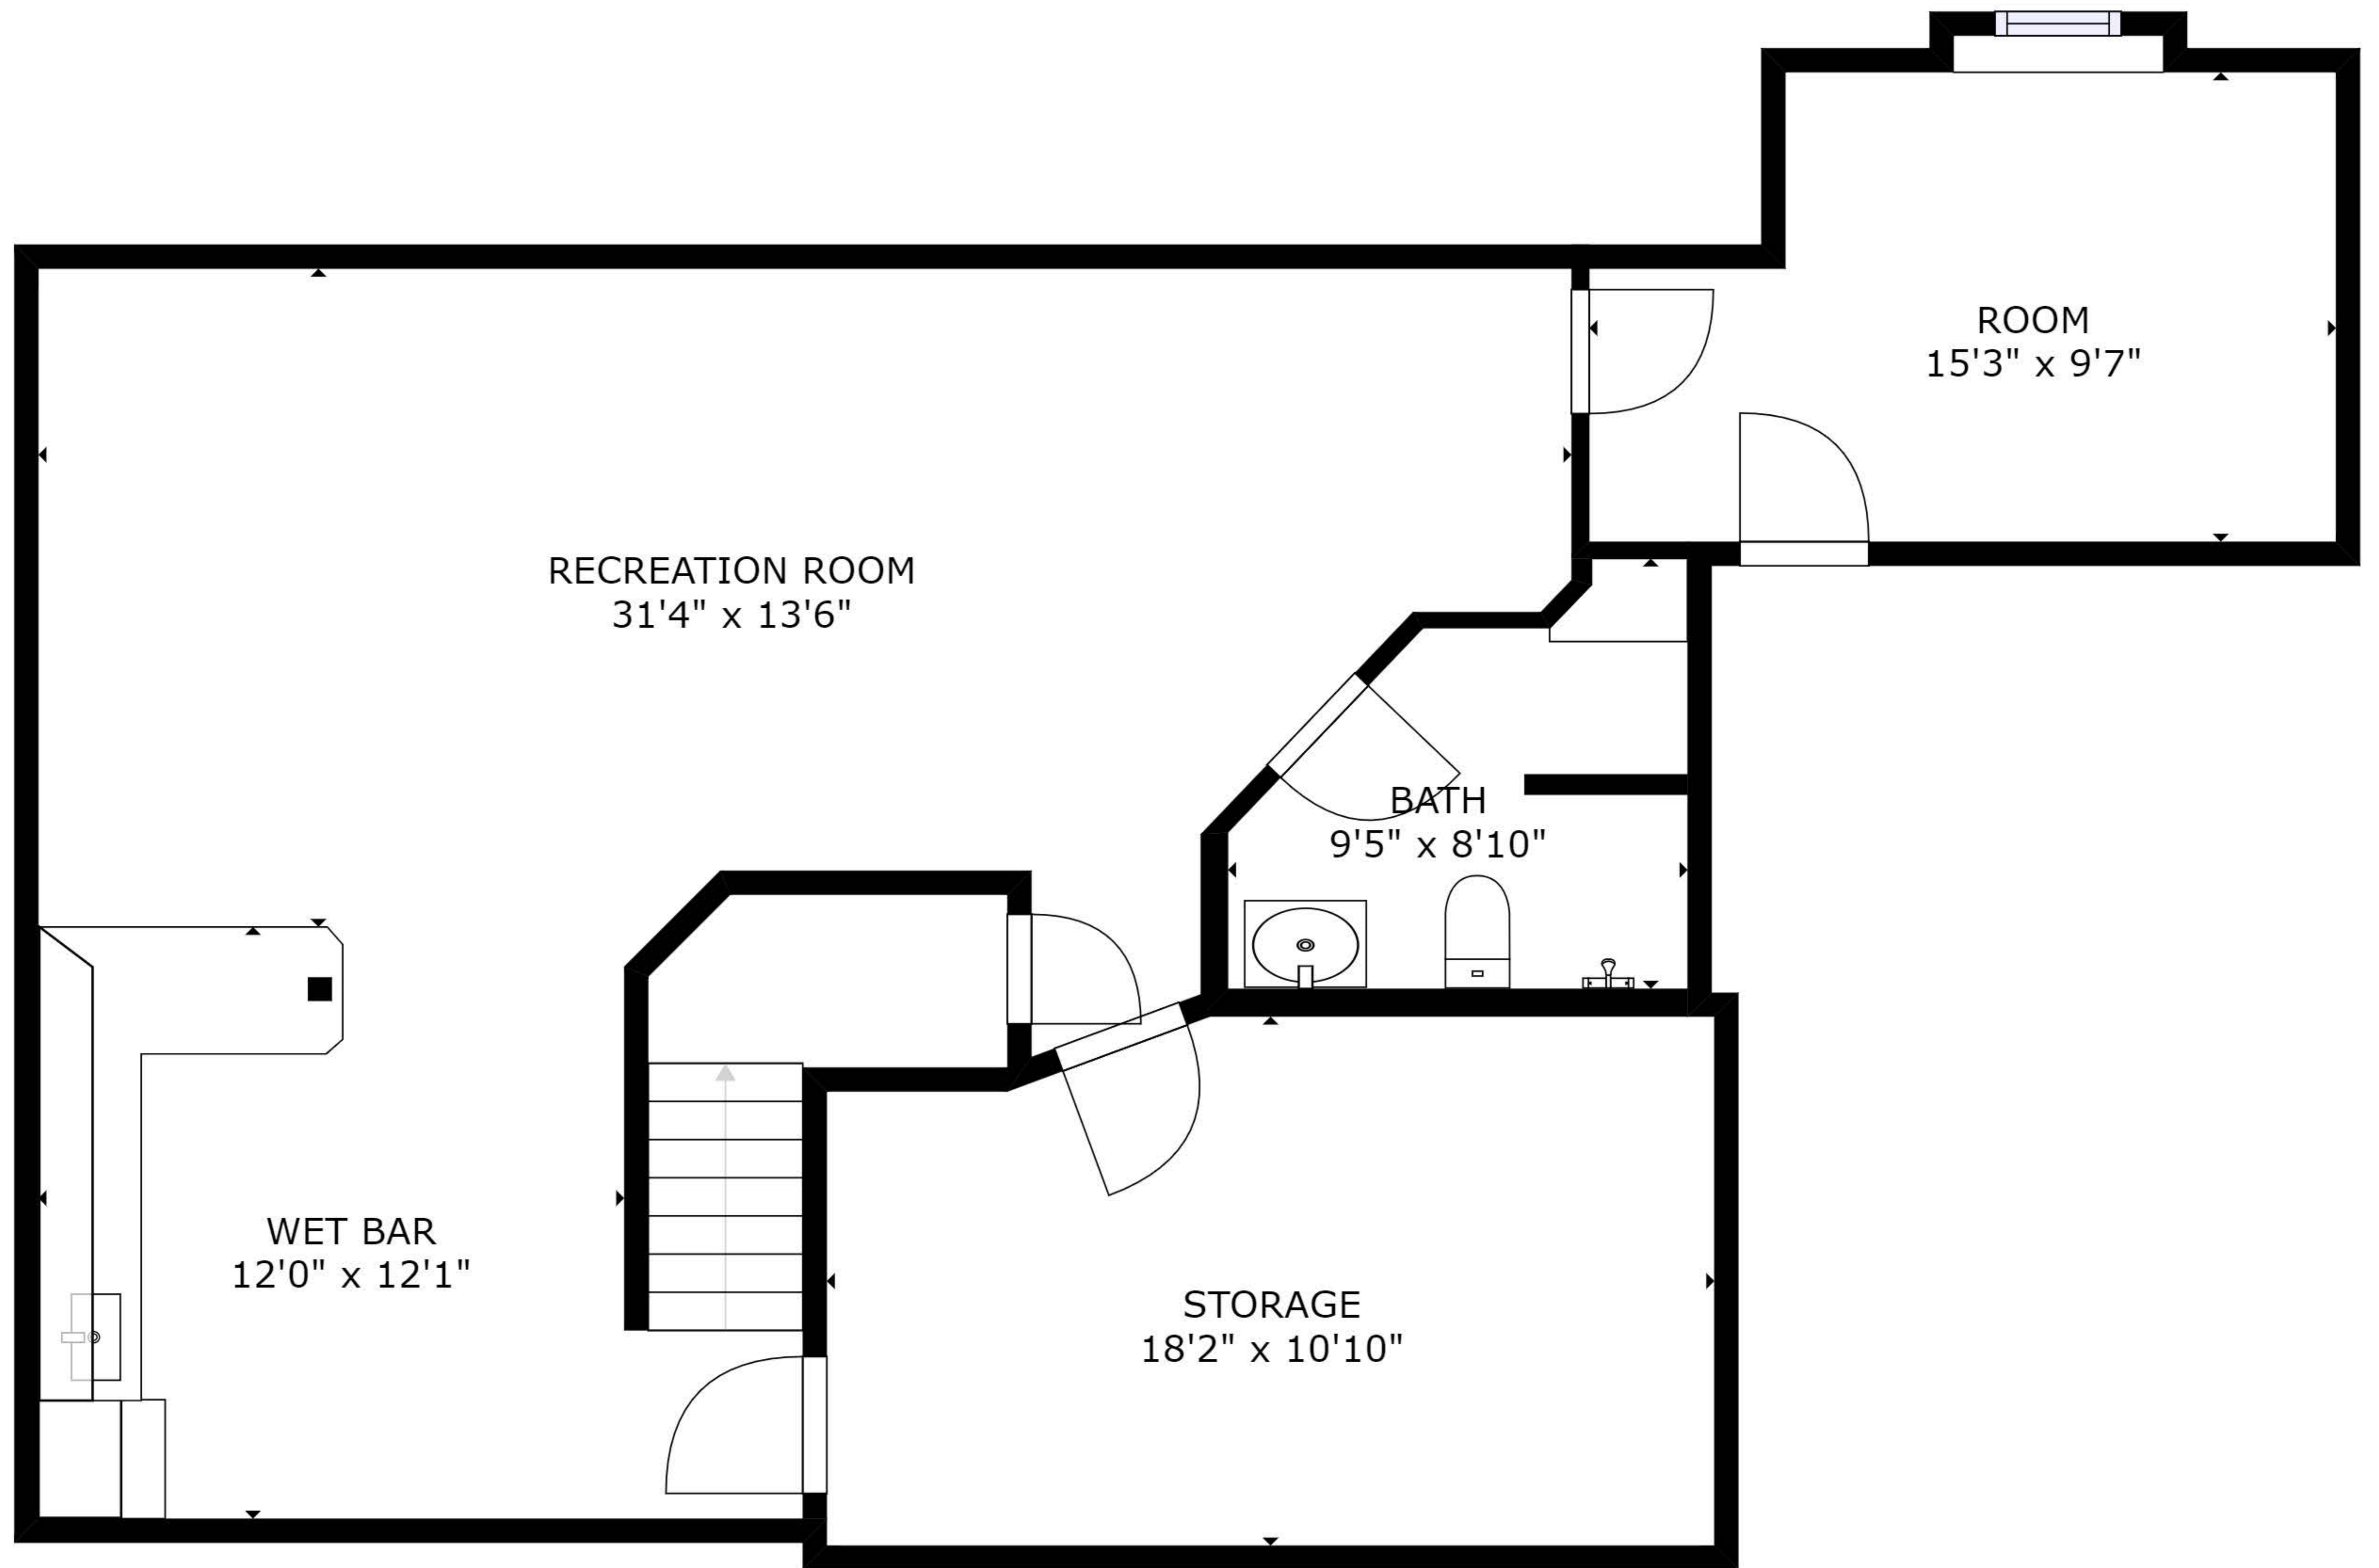 ROOM
15'3" x 9'7"
RECREATION ROOM
31'4" x 13'6"
BATH
9'5" x 8'10"
WET BAR
12'0" x 12'1"
STORAGE
18'2" x 10'10"